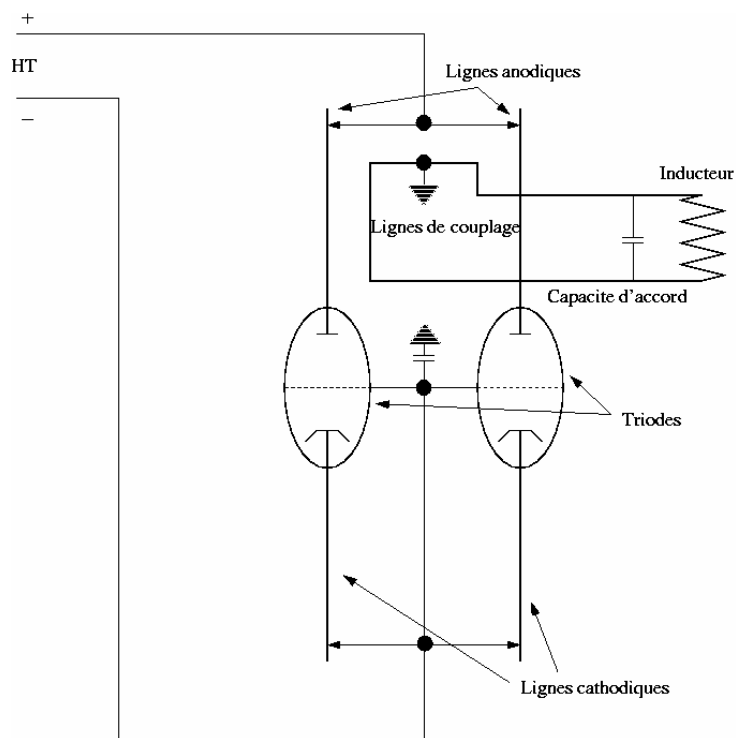 +
HT
−
Lignes anodiques
Inducteur
Lignes de couplage
Capacite d'accord
Triodes
Lignes cathodiques